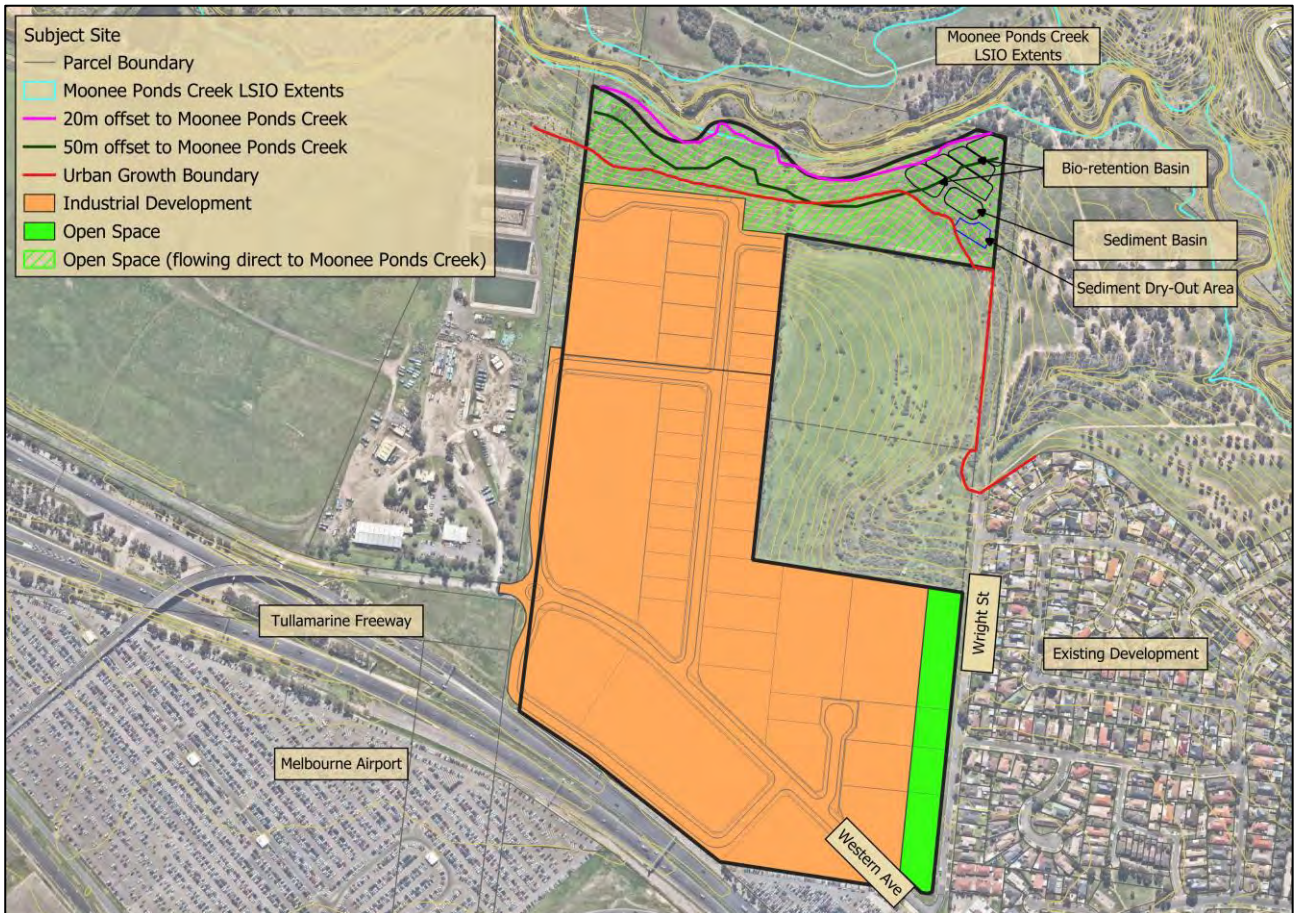 Subject Site
Parcel Boundary
Moonee Ponds Creek LSIO Extents
20m offset to Moonee Ponds Creek
50m offset to Moonee Ponds Creek
Urban Growth Boundary
Industrial Development
Open Space
Open Space (flowing direct to Moonee Ponds Creek)
Moonee Ponds Creek
LSIO Extents
Bio-retention Basin
Sediment Basin
Sediment Dry-Out Area
Tullamarine Freeway
Wright St
Existing Development
Melbourne Airport
Western Ave